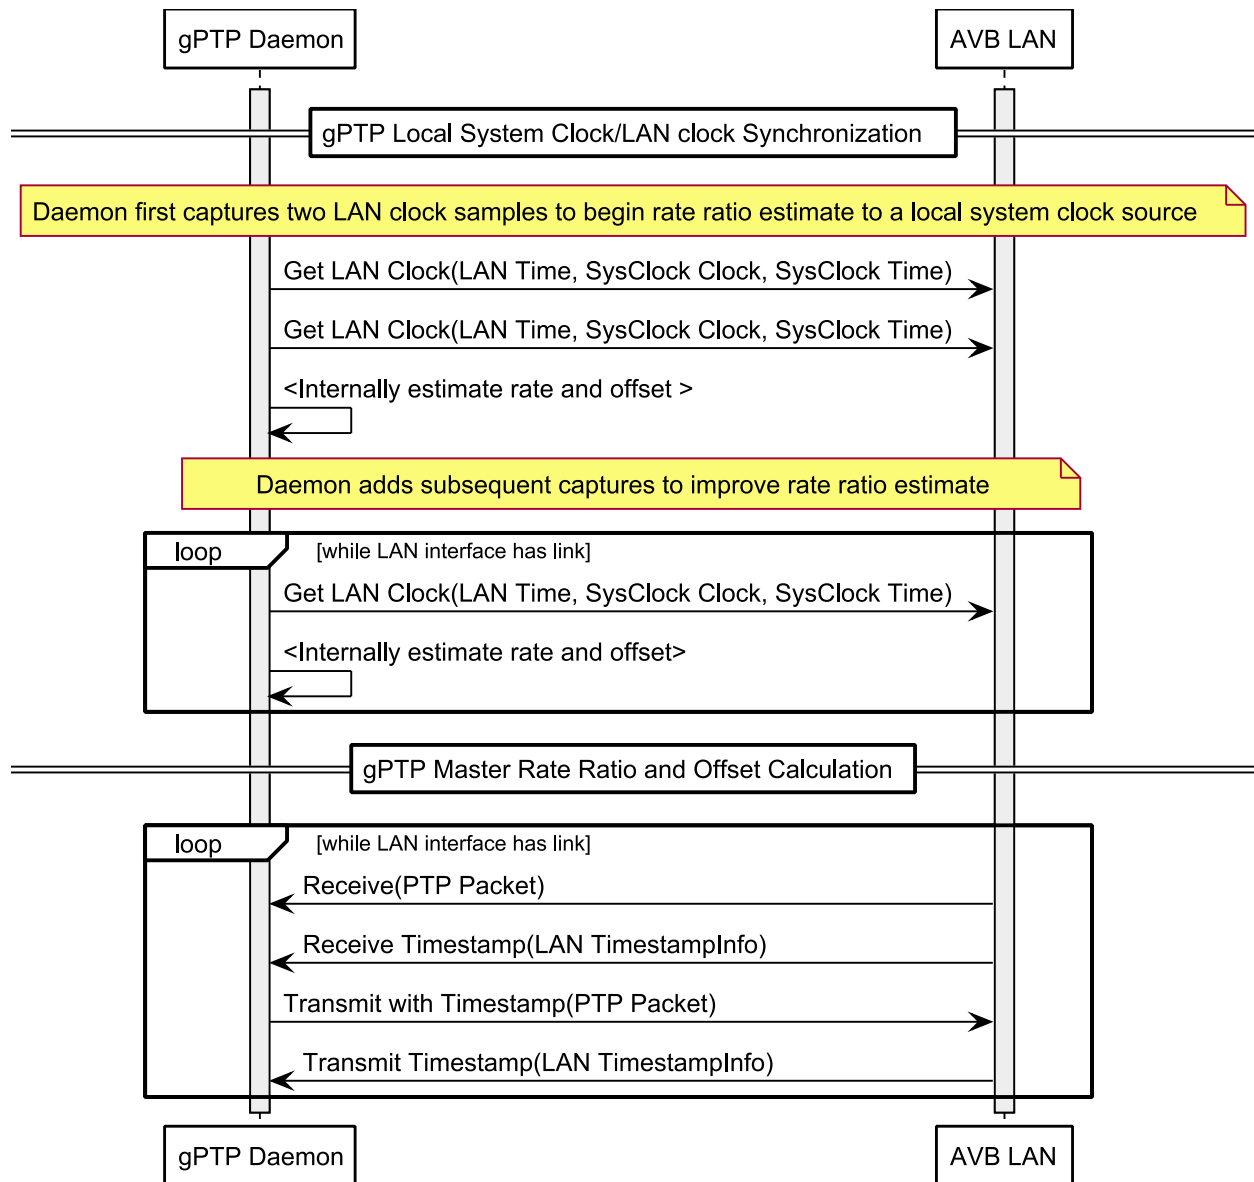 gPTP Daemon
AVB LAN
gPTP Local System Clock/LAN clock Synchronization
Daemon first captures two LAN clock samples to begin rate ratio estimate to a local system clock source
Get LAN Clock(LAN Time, SysClock Clock, SysClock Time)
Get LAN Clock(LAN Time, SysClock Clock, SysClock Time)
<Internally estimate rate and offset >
Daemon adds subsequent captures to improve rate ratio estimate
loop
[while LAN interface has link]
Get LAN Clock(LAN Time, SysClock Clock, SysClock Time)
<Internally estimate rate and offset>
gPTP Master Rate Ratio and Offset Calculation
loop
[while LAN interface has link]
Receive(PTP Packet)
Receive Timestamp(LAN TimestampInfo)
Transmit with Timestamp(PTP Packet)
Transmit Timestamp(LAN TimestampInfo)
gPTP Daemon
AVB LAN